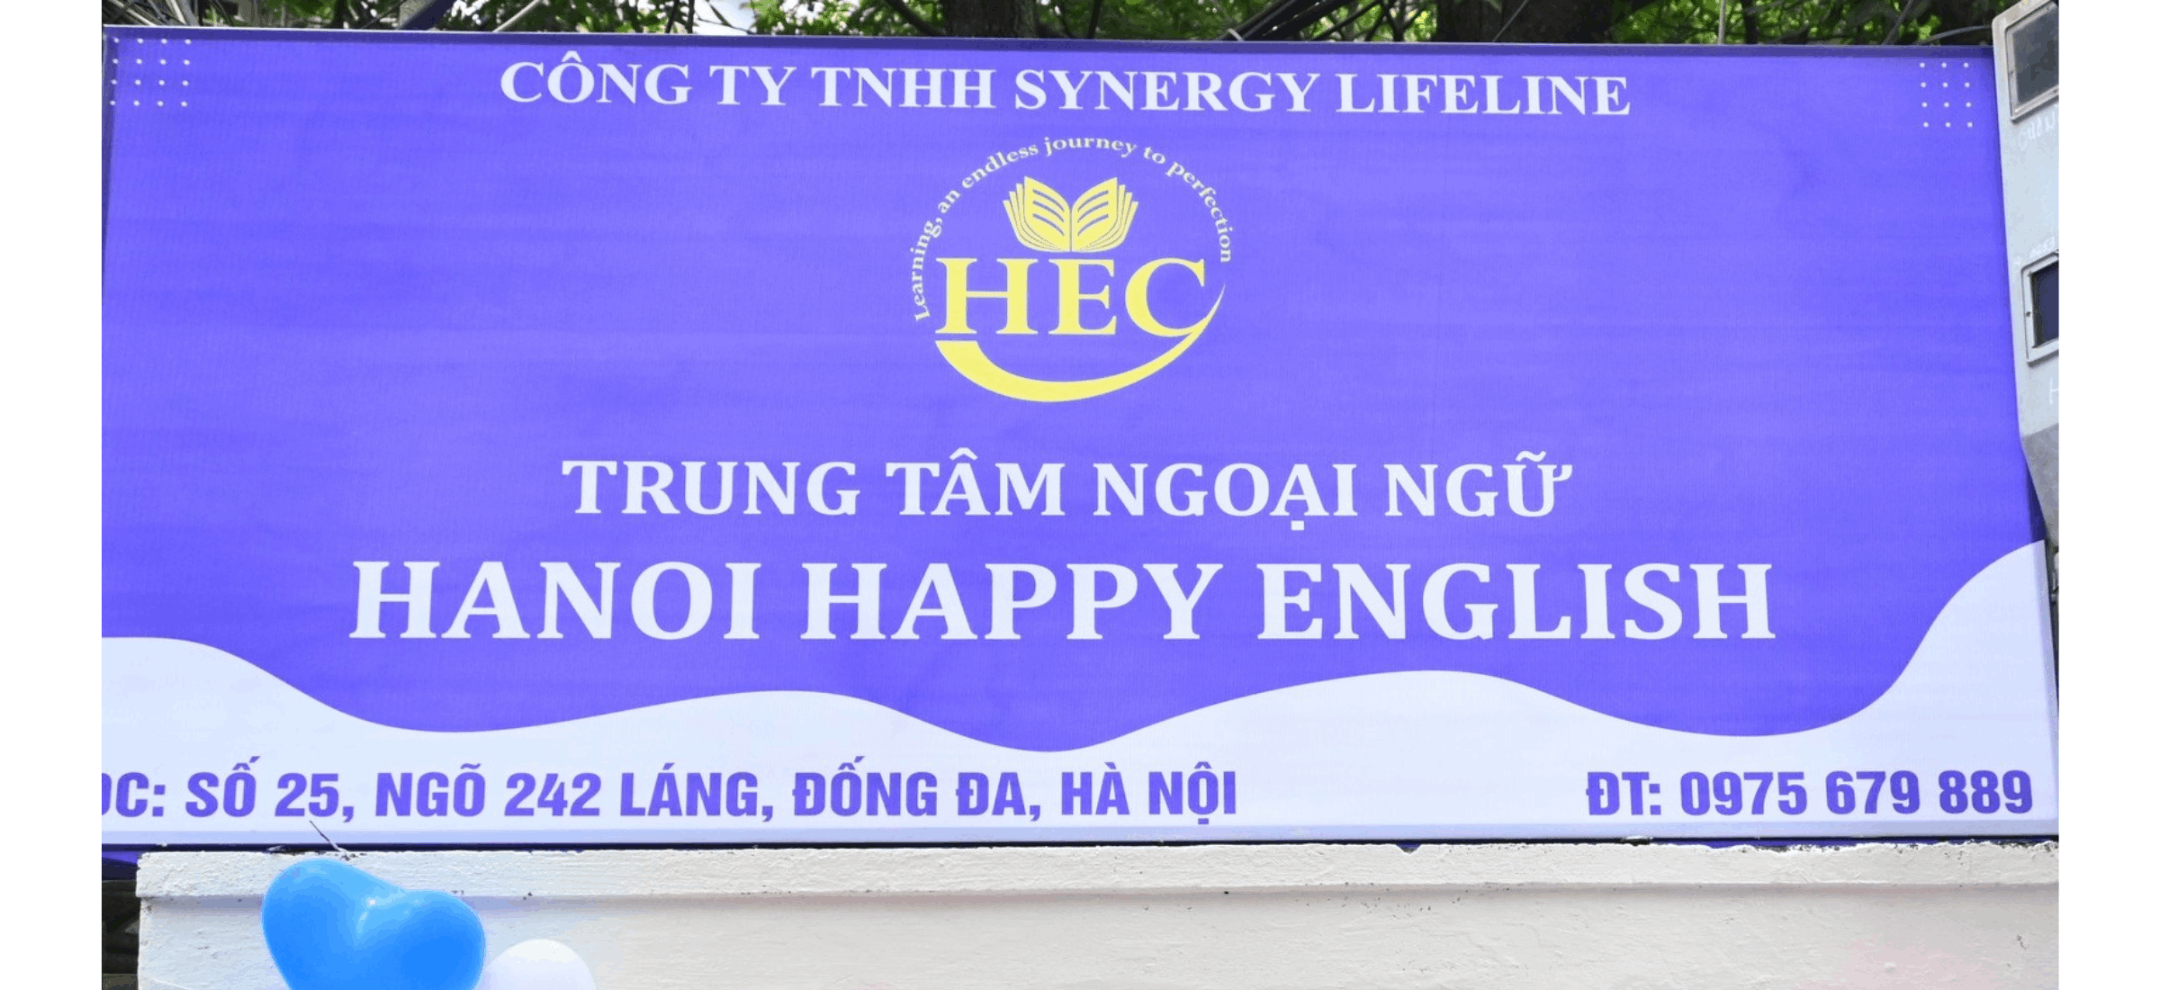 CÔNG TY TNHH SYNERGY LIFELINE
Learning, an endless journey to perfection
HEC
TRUNG TÂM NGOẠI NGỮ
HANOI HAPPY ENGLISH
ĐC: SỐ 25, NGÕ 242 LÁNG, ĐỐNG ĐA, HÀ NỘI
ĐT: 0975 679 889